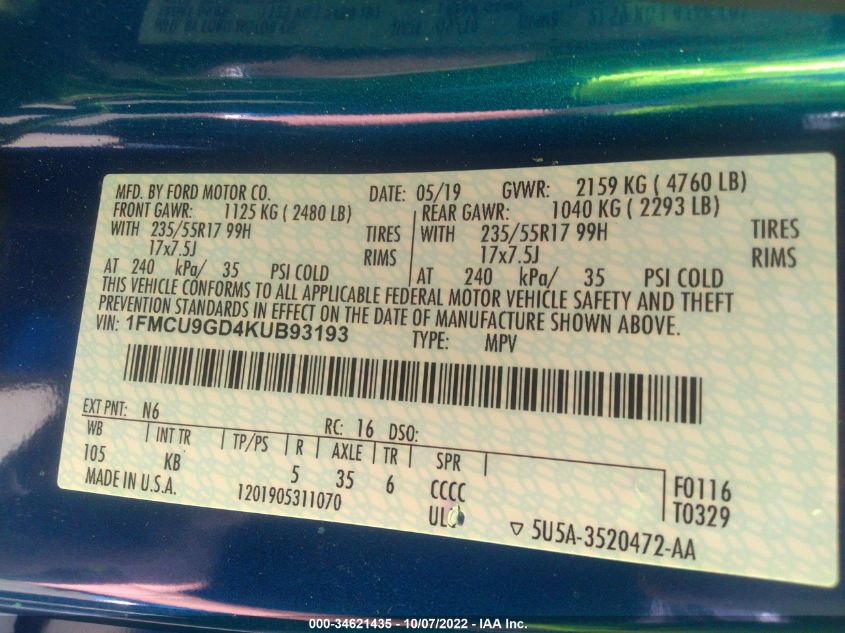 MFD. BY FORD MOTOR CO. DATE: 05/19 GVWR: 2159 KG ( 4760 LB)
FRONT GAWR: 1125 KG ( 2480 LB) REAR GAWR: 1040 KG ( 2293 LB)
WITH 235/55R17 99H TIRES WITH 235/55R17 99H TIRES
17x7.5J RIMS 17x7.5J RIMS
AT 240 kPa/ 35 PSI COLD AT 240 kPa/ 35 PSI COLD
THIS VEHICLE CONFORMS TO ALL APPLICABLE FEDERAL MOTOR VEHICLE SAFETY AND THEFT
PREVENTION STANDARDS IN EFFECT ON THE DATE OF MANUFACTURE SHOWN ABOVE.
VIN: 1FMCU9GD4KUB93193 TYPE: MPV
EXT PNT: N6 RC: 16 DSO:
WB INT TR TP/PS R AXLE TR SPR
105 KB 5 35 6 CCCC F0116
MADE IN U.S.A. 1201905311070 T0329
5U5A-3520472-AA
000-34621435 - 10/07/2022 - IAA Inc.